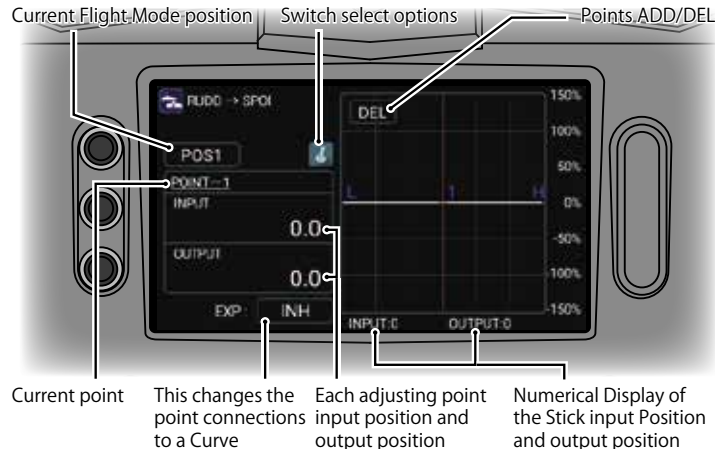 Current Flight Mode position
Switch select options
Points ADD/DEL
RUDD → SPOI
DEL
150%
100%
POS1
50%
POINT--1
L
1
H
0%
INPUT
0.0
-50%
OUTPUT
0.0
-100%
EXP
INH
-150%
INPUT:0
OUTPUT:0
Current point
This changes the
point connections
to a Curve
Each adjusting point
input position and
output position
Numerical Display of
the Stick input Position
and output position